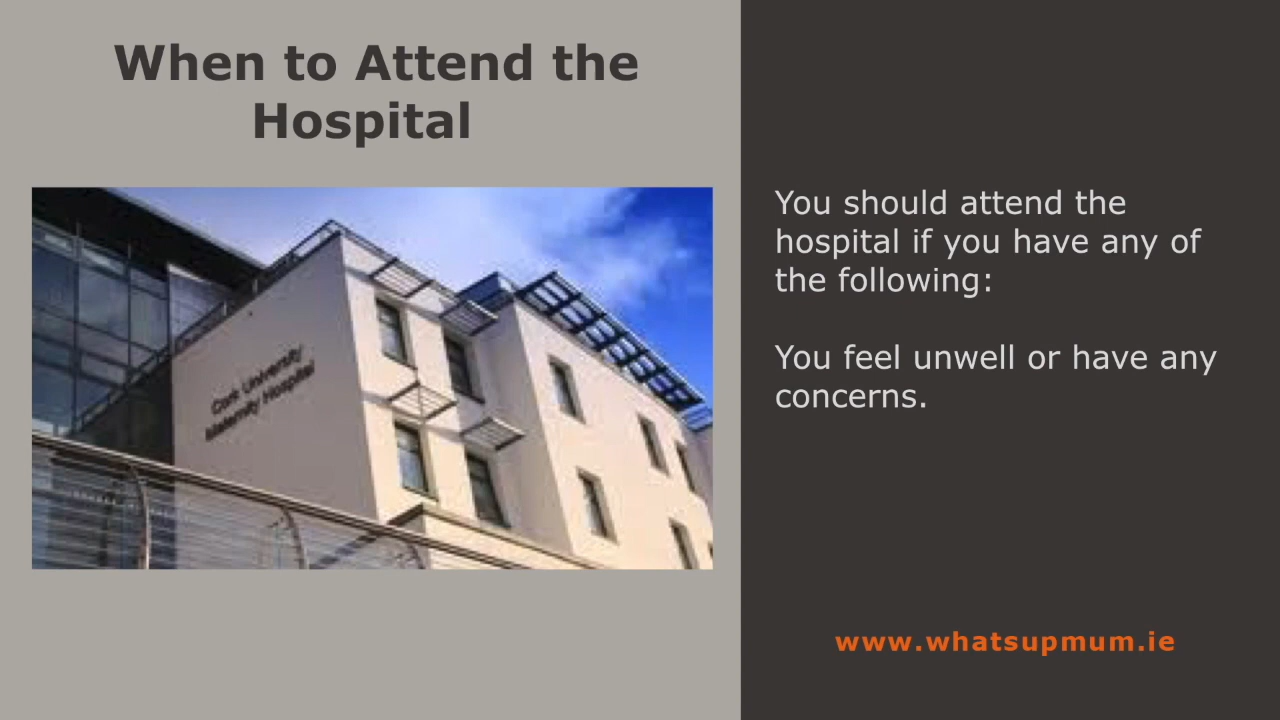 When to Attend the
Hospital
Cork University
Maternity Hospital
You should attend the
hospital if you have any of
the following:
You feel unwell or have any
concerns.
www.whatsupmum.ie